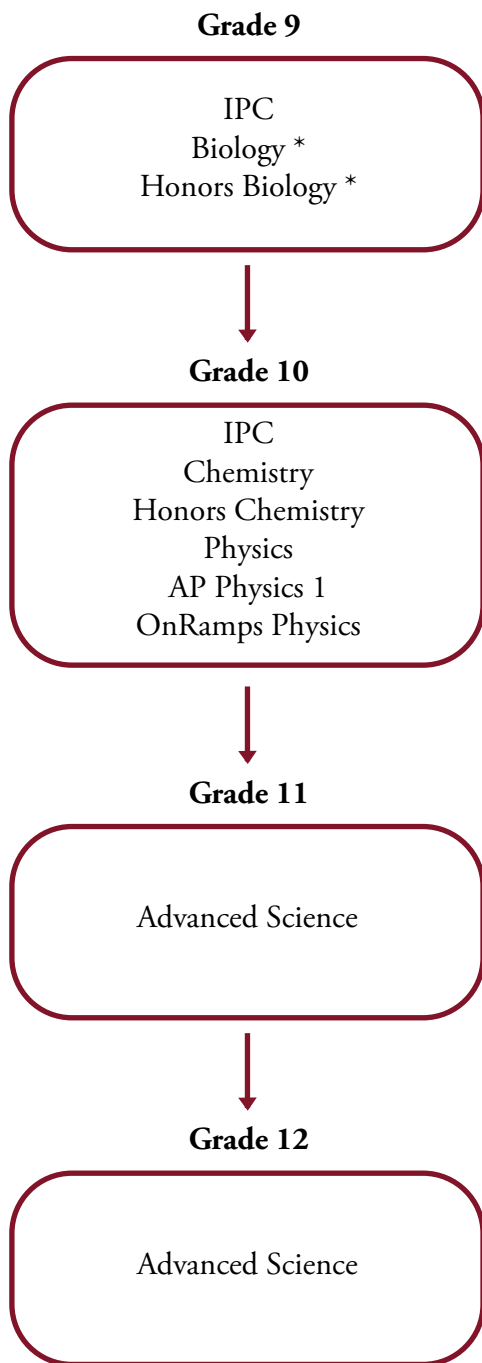 Grade 9
IPC
Biology *
Honors Biology *
Grade 10
IPC
Chemistry
Honors Chemistry
Physics
AP Physics 1
OnRamps Physics
Grade 11
Advanced Science
Grade 12
Advanced Science